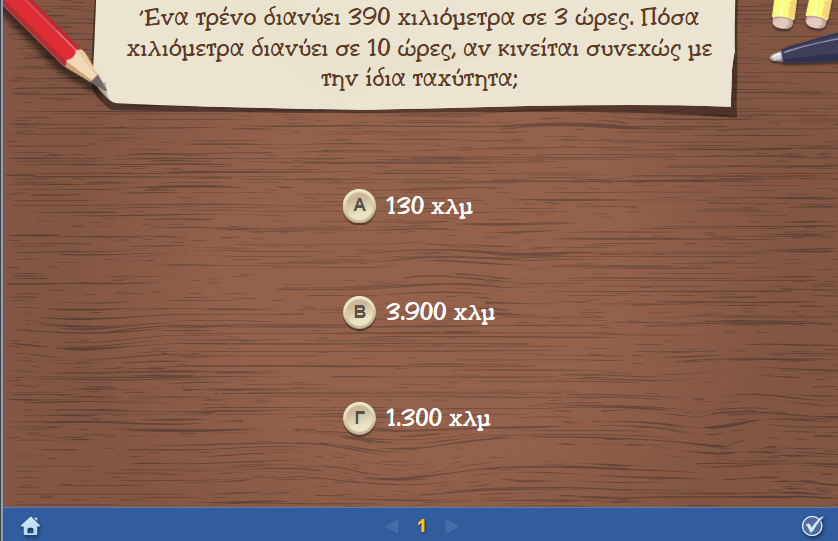 Ένα τρένο διανύει 390 χιλιόμετρα σε 3 ώρες. Πόσα
χιλιόμετρα διανύει σε 10 ώρες, αν κινείται συνεχώς με
την ίδια ταχύτητα;
Α 130 χλμ
Β 3.900 χλμ
Γ 1.300 χλμ
1